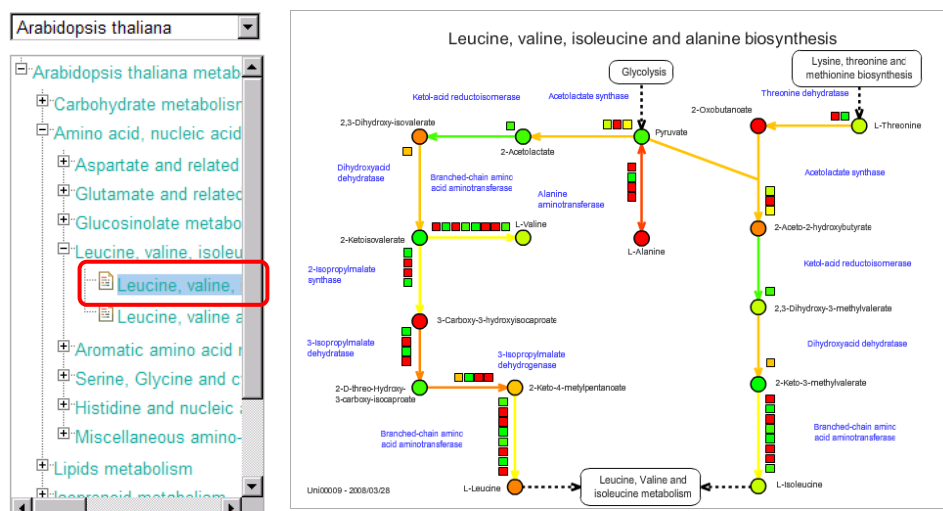 Arabidopsis thaliana
Arabidopsis thaliana metab
Carbohydrate metabolisr
Amino acid, nucleic acid
Aspartate and related
Glutamate and related
Glucosinolate metabo
Leucine, valine, isoleu
Leucine, valine,
Leucine, valine a
Aromatic amino acid r
Serine, Glycine and c
Histidine and nucleic
Miscellaneous amino-
Lipids metabolism
Isoprenoid metabolism
Leucine, valine, isoleucine and alanine biosynthesis
Glycolysis
Lysine, threonine and
methionine biosynthesis
Ketol-acid reductoisomerase
Acetolactate synthase
Threonine dehydratase
2-Oxobutanoate
L-Threonine
2,3-Dihydroxy-isovalerate
2-Acetolactate
Pyruvate
Dihydroxyacid
dehydratase
Branched-chain amino
acid aminotransferase
Alanine
aminotransferase
Acetolactate synthase
2-Ketoisovalerate
L-Valine
L-Alanine
2-Aceto-2-hydroxybutyrate
2-Isopropylmalate
synthase
Ketol-acid reductoisomerase
3-Carboxy-3-hydroxyisocaproate
2,3-Dihydroxy-3-methylvalerate
3-Isopropylmalate
dehydratase
3-Isopropylmalate
dehydrogenase
Dihydroxyacid dehydratase
2-D-threo-Hydroxy-
3-carboxy-isocaproate
2-Keto-4-metylpentanoate
2-Keto-3-methylvalerate
Branched-chain amino
acid aminotransferase
Branched-chain amino
acid aminotransferase
L-Leucine
Leucine, Valine and
isoleucine metabolism
L-Isoleucine
Uni00009 - 2008/03/28